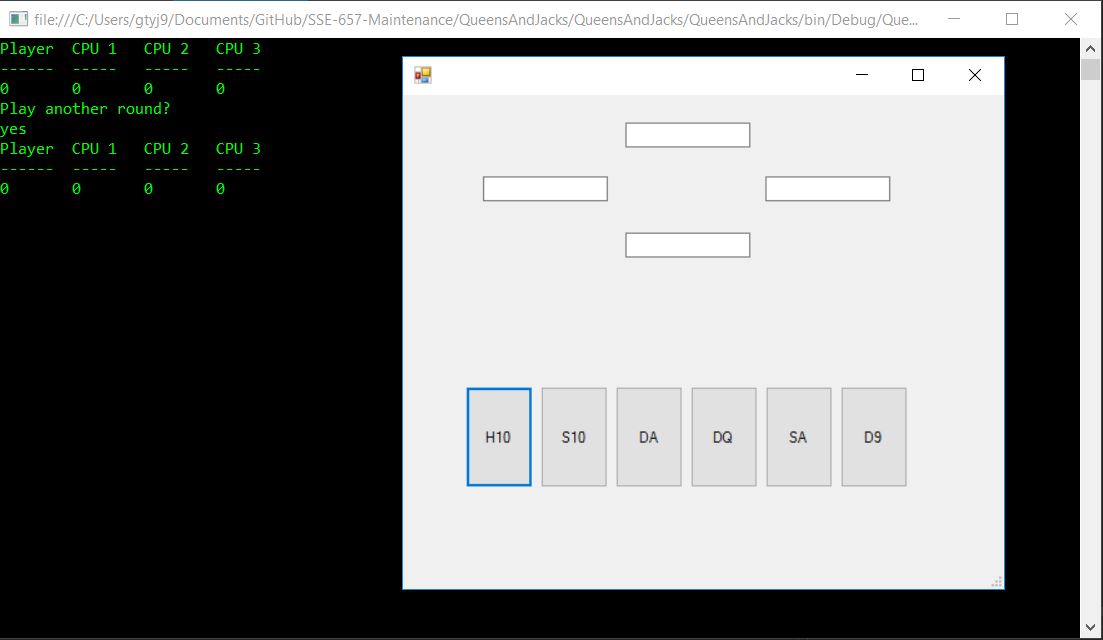 file:///C:/Users/gtyj9/Documents/GitHub/SSE-657-Maintenance/QueensAndJacks/QueensAndJacks/QueensAndJacks/bin/Debug/Que...
Player CPU 1 CPU 2 CPU 3
------ ----- ----- -----
0 0 0 0
Play another round?
yes
Player CPU 1 CPU 2 CPU 3
------ ----- ----- -----
0 0 0 0
H10 S10 DA DQ SA D9